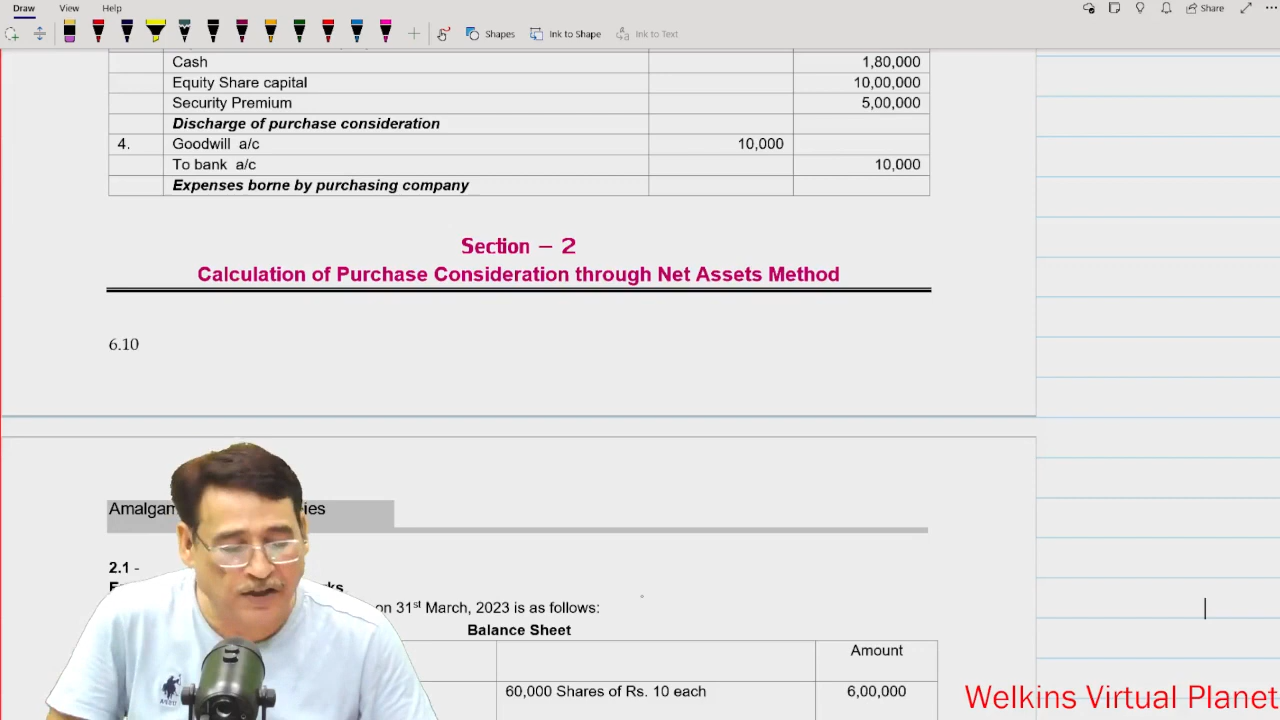 Draw View Help
Share
Shapes Ink to Shape Ink to Text
Cash 1,80,000
Equity Share capital 10,00,000
Security Premium 5,00,000
Discharge of purchase consideration
4. Goodwill a/c 10,000
To bank a/c 10,000
Expenses borne by purchasing company
Section – 2
Calculation of Purchase Consideration through Net Assets Method
6.10
2.1 -
on 31st March, 2023 is as follows:
Balance Sheet
Amount
60,000 Shares of Rs. 10 each 6,00,000
Welkins Virtual Planet